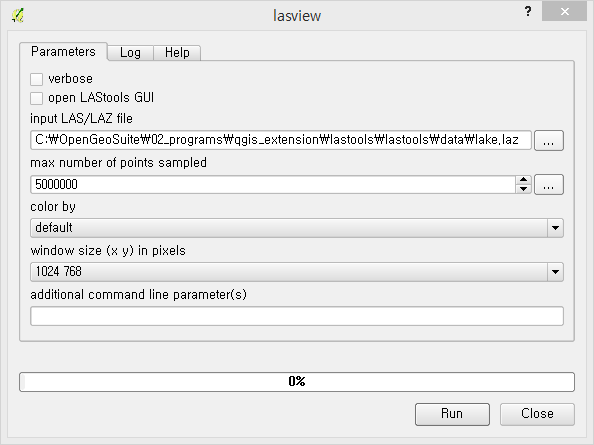 lasview
?
Parameters Log Help
verbose
open LAStools GUI
input LAS/LAZ file
C:₩OpenGeoSuite₩02_programs₩qgis_extension₩lastools₩lastools₩data₩lake.laz ...
max number of points sampled
5000000 ...
color by
default
window size (x y) in pixels
1024 768
additional command line parameter(s)
0%
Run Close